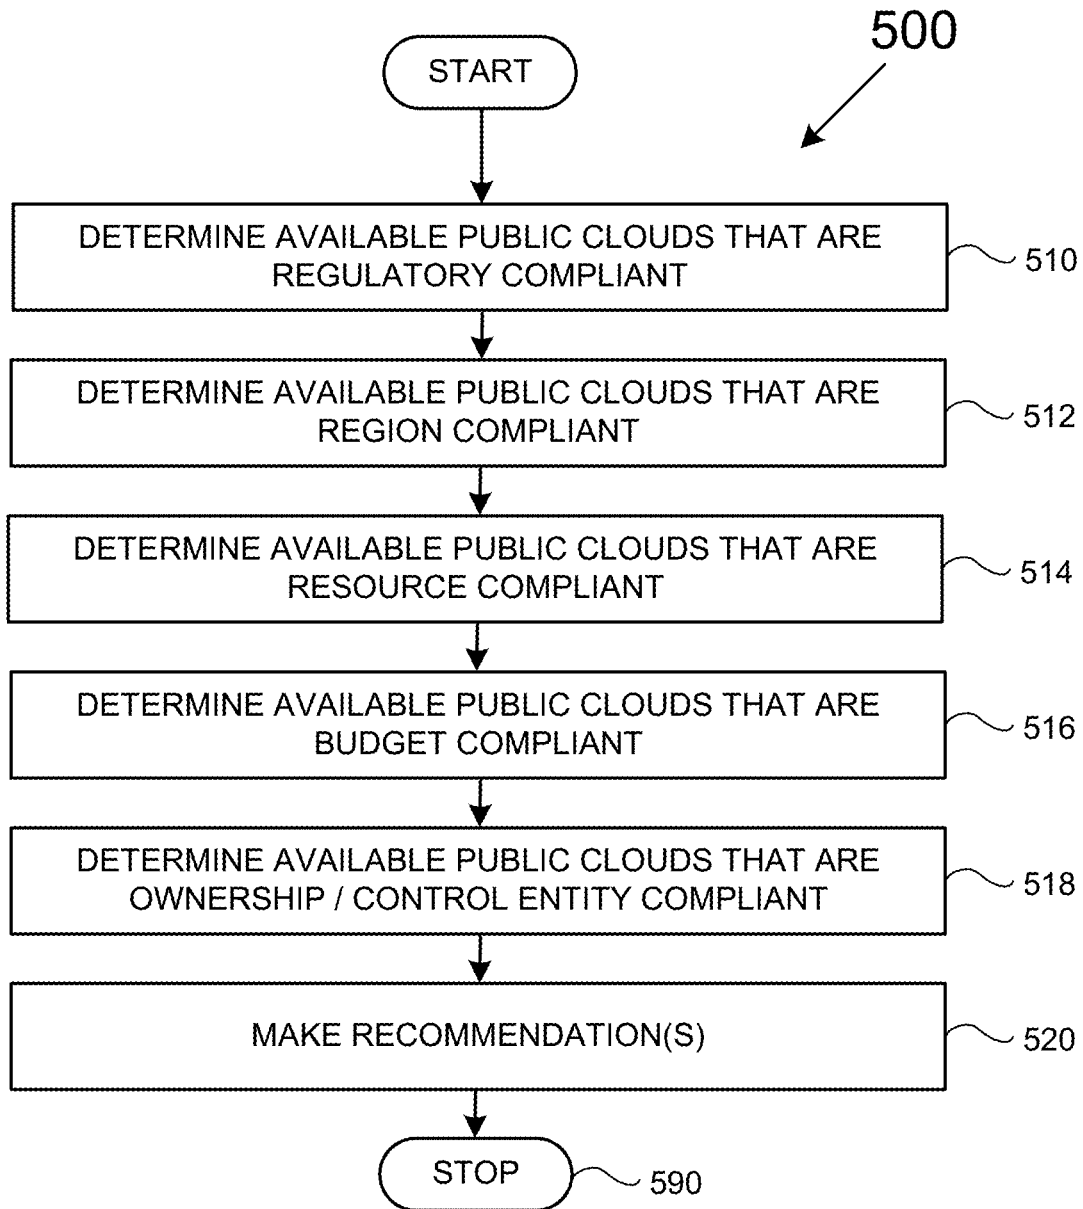 500
START
DETERMINE AVAILABLE PUBLIC CLOUDS THAT ARE
REGULATORY COMPLIANT
510
DETERMINE AVAILABLE PUBLIC CLOUDS THAT ARE
REGION COMPLIANT
512
DETERMINE AVAILABLE PUBLIC CLOUDS THAT ARE
RESOURCE COMPLIANT
514
DETERMINE AVAILABLE PUBLIC CLOUDS THAT ARE
BUDGET COMPLIANT
516
DETERMINE AVAILABLE PUBLIC CLOUDS THAT ARE
OWNERSHIP / CONTROL ENTITY COMPLIANT
518
MAKE RECOMMENDATION(S)
520
STOP
590